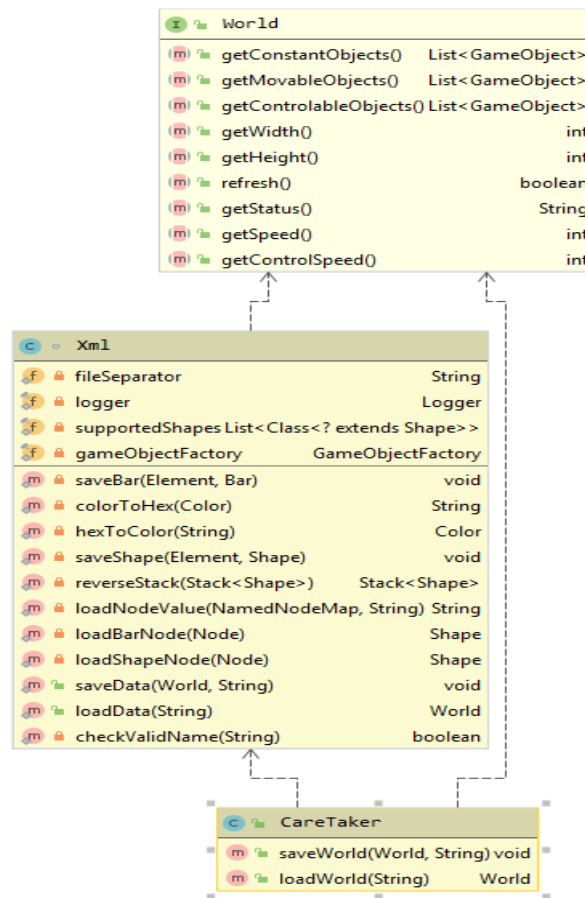 I World
m getConstantObjects() List<GameObject>
m getMovableObjects() List<GameObject>
m getControlableObjects() List<GameObject>
m getWidth() int
m getHeight() int
m refresh() boolean
m getStatus() String
m getSpeed() int
m getControlSpeed() int
C Xml
f fileSeparator String
f logger Logger
f supportedShapes List<Class<? extends Shape>>
f gameObjectFactory GameObjectFactory
m saveBar(Element, Bar) void
m colorToHex(Color) String
m hexToColor(String) Color
m saveShape(Element, Shape) void
m reverseStack(Stack<Shape>) Stack<Shape>
m loadNodeValue(NamedNodeMap, String) String
m loadBarNode(Node) Shape
m loadShapeNode(Node) Shape
m saveData(World, String) void
m loadData(String) World
m checkValidName(String) boolean
C CareTaker
m saveWorld(World, String) void
m loadWorld(String) World